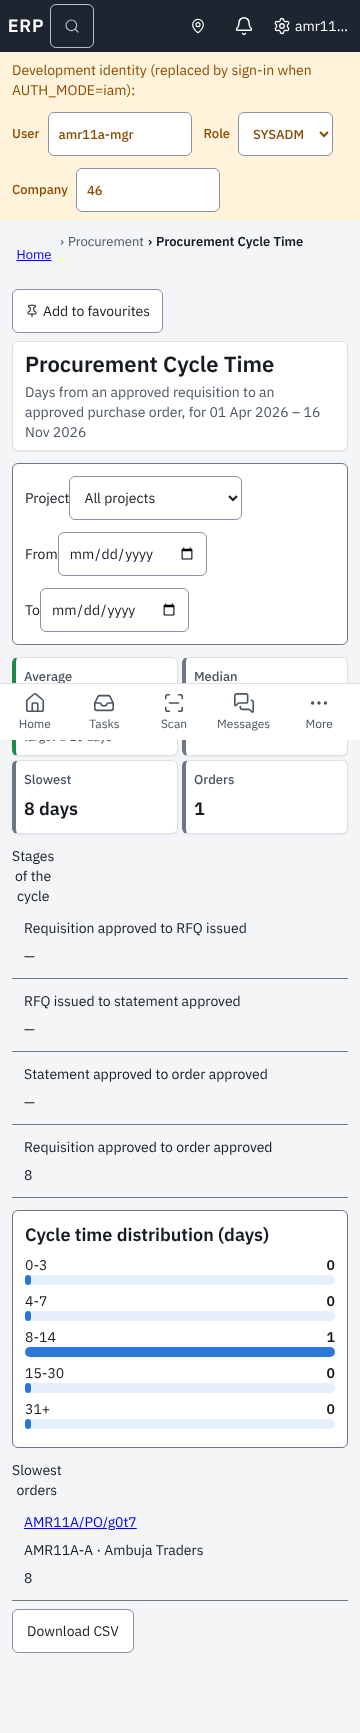 ERP
amr11...
Development identity (replaced by sign-in when
AUTH_MODE=iam):
User amr11a-mgr Role SYSADM
Company 46
Home › Procurement › Procurement Cycle Time
Add to favourites
Procurement Cycle Time
Days from an approved requisition to an
approved purchase order, for 01 Apr 2026 – 16
Nov 2026
Project All projects
From mm/dd/yyyy
To mm/dd/yyyy
Average Median
Home Tasks Scan Messages More
Slowest Orders
8 days 1
Stages
of the
cycle
Requisition approved to RFQ issued
—
RFQ issued to statement approved
—
Statement approved to order approved
—
Requisition approved to order approved
8
Cycle time distribution (days)
0-3 0
4-7 0
8-14 1
15-30 0
31+ 0
Slowest
orders
AMR11A/PO/g0t7
AMR11A-A · Ambuja Traders
8
Download CSV